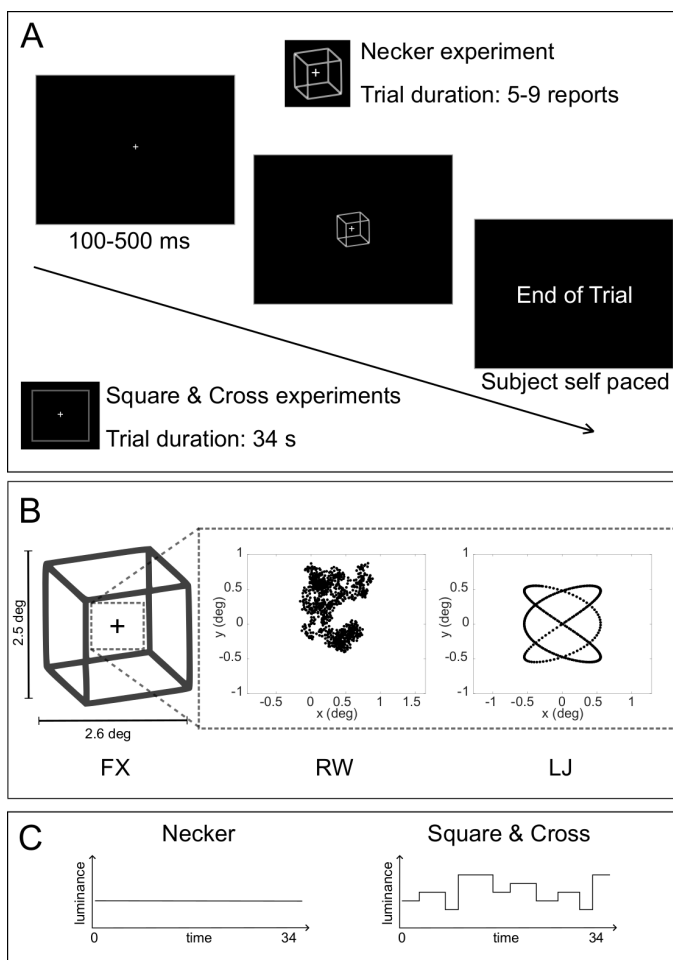 A
Necker experiment
Trial duration: 5-9 reports
100-500 ms
End of Trial
Subject self paced
Square & Cross experiments
Trial duration: 34 s
B
2.5 deg
2.6 deg
FX
y (deg)
1
0.5
0
-0.5
-1
-0.5 0 0.5 1 1.5
x (deg)
RW
y (deg)
1
0.5
0
-0.5
-1
-1 -0.5 0 0.5 1
x (deg)
LJ
C
Necker
luminance
0 time 34
Square & Cross
luminance
0 time 34